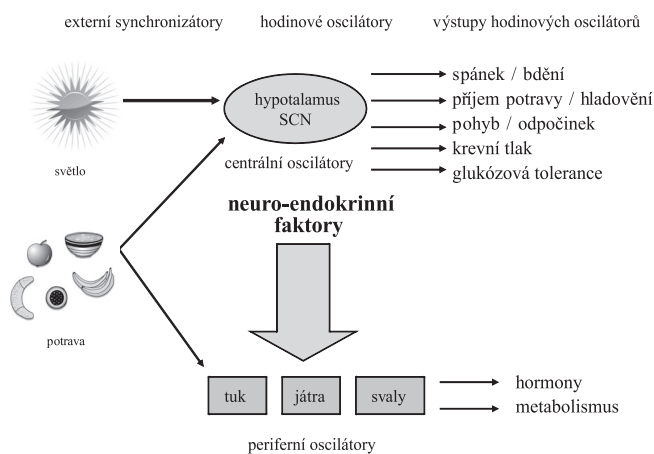 externí synchronizátory
hodinové oscilátory
výstupy hodinových oscilátorů
světlo
hypotalamus
SCN
centrální oscilátory
spánek / bdění
příjem potravy / hladovění
pohyb / odpočinek
krevní tlak
glukózová tolerance
neuro-endokrinní
faktory
potrava
tuk
játra
svaly
hormony
metabolismus
periferní oscilátory